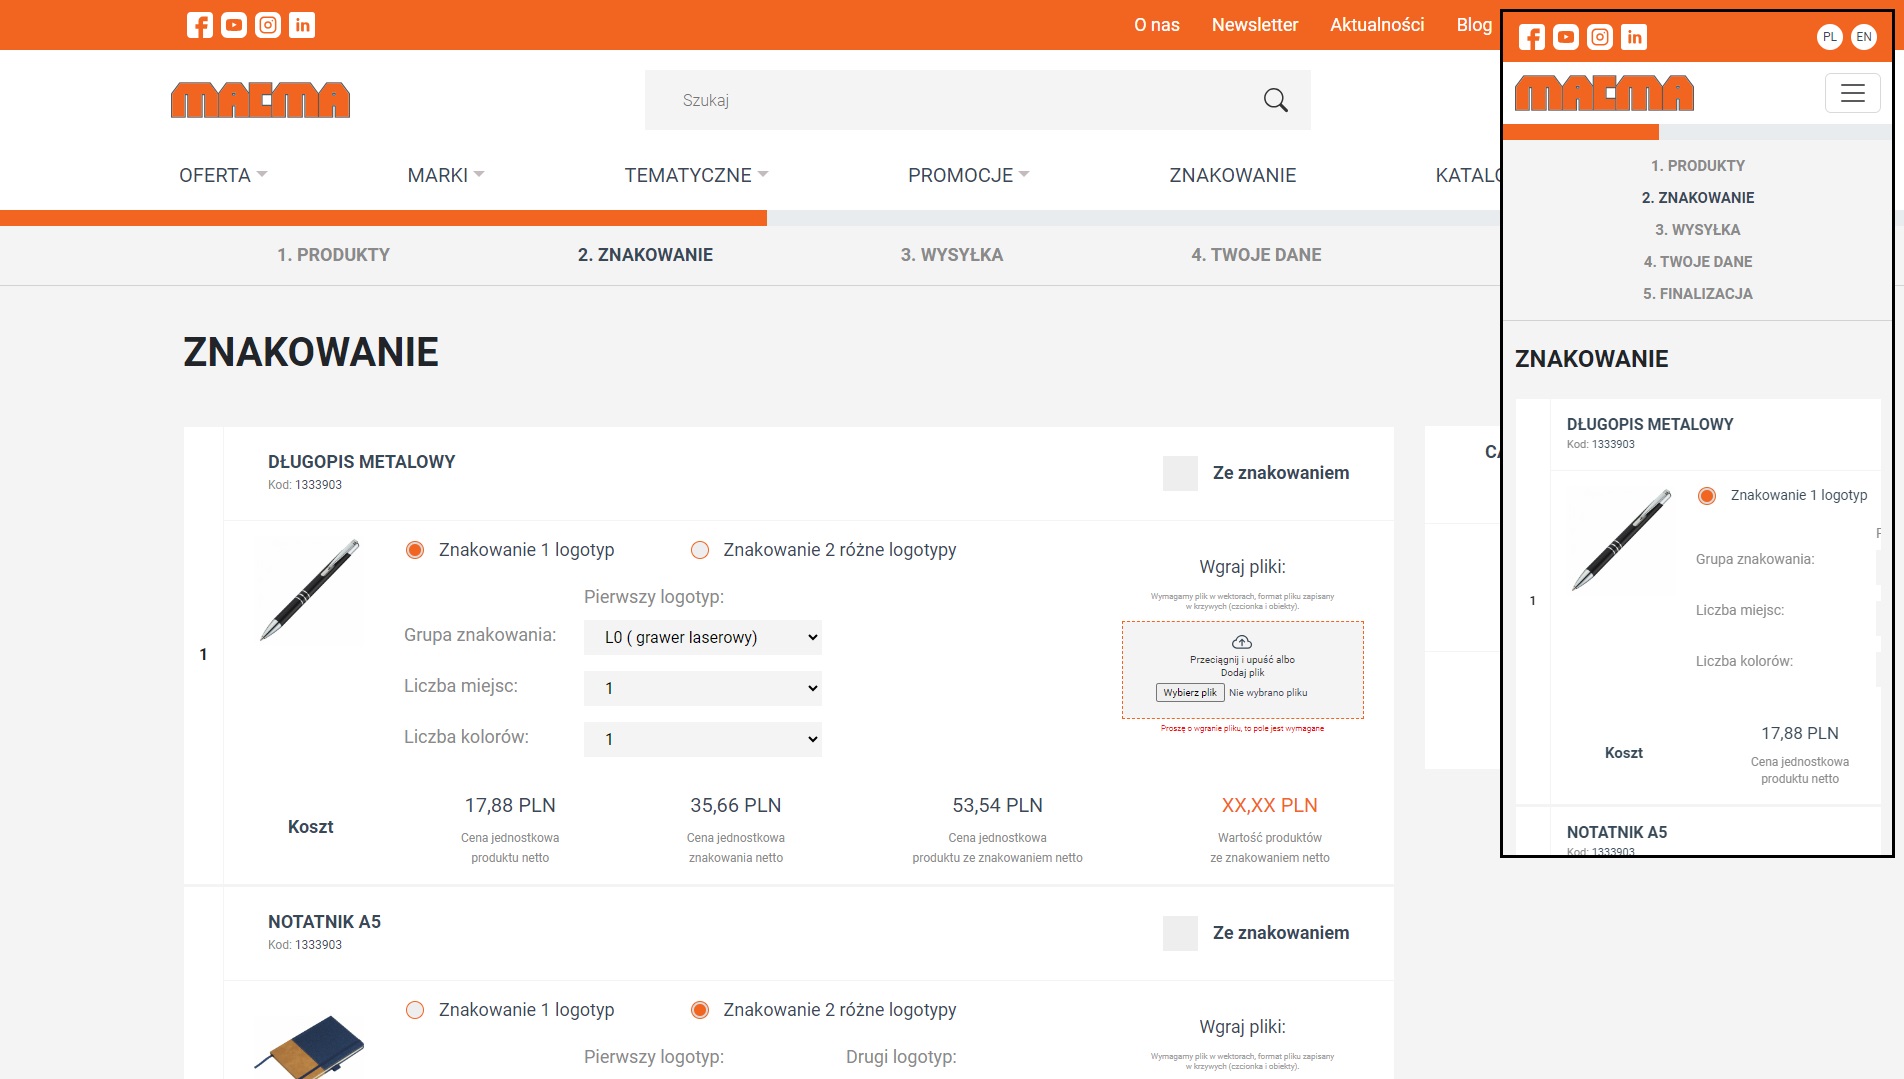 O nas Newsletter Aktualności Blog
MACMA
Szukaj
OFERTA MARKI TEMATYCZNE PROMOCJE ZNAKOWANIE KATALO
1. PRODUKTY 2. ZNAKOWANIE 3. WYSYŁKA 4. TWOJE DANE
ZNAKOWANIE
DŁUGOPIS METALOWY
Kod: 1333903
Ze znakowaniem
1
Znakowanie 1 logotyp Znakowanie 2 różne logotypy
Pierwszy logotyp:
Grupa znakowania: L0 ( grawer laserowy)
Liczba miejsc: 1
Liczba kolorów: 1
Wgraj pliki:
Wymagamy plik w wektorach, format pliku zapisany
w krzywych (czcionka i obiekty).
Przeciągnij i upuść albo
Dodaj plik
Wybierz plik Nie wybrano pliku
Proszę o wgranie pliku, to pole jest wymagane
Koszt
17,88 PLN
Cena jednostkowa
produktu netto
35,66 PLN
Cena jednostkowa
znakowania netto
53,54 PLN
Cena jednostkowa
produktu ze znakowaniem netto
XX,XX PLN
Wartość produktów
ze znakowaniem netto
NOTATNIK A5
Kod: 1333903
Ze znakowaniem
Znakowanie 1 logotyp Znakowanie 2 różne logotypy
Pierwszy logotyp: Drugi logotyp:
Wgraj pliki:
Wymagamy plik w wektorach, format pliku zapisany
w krzywych (czcionka i obiekty).
PL EN
MACMA
1. PRODUKTY
2. ZNAKOWANIE
3. WYSYŁKA
4. TWOJE DANE
5. FINALIZACJA
ZNAKOWANIE
DŁUGOPIS METALOWY
Kod: 1333903
1
Znakowanie 1 logotyp
Grupa znakowania:
Liczba miejsc:
Liczba kolorów:
Koszt
17,88 PLN
Cena jednostkowa
produktu netto
NOTATNIK A5
Kod: 1333903